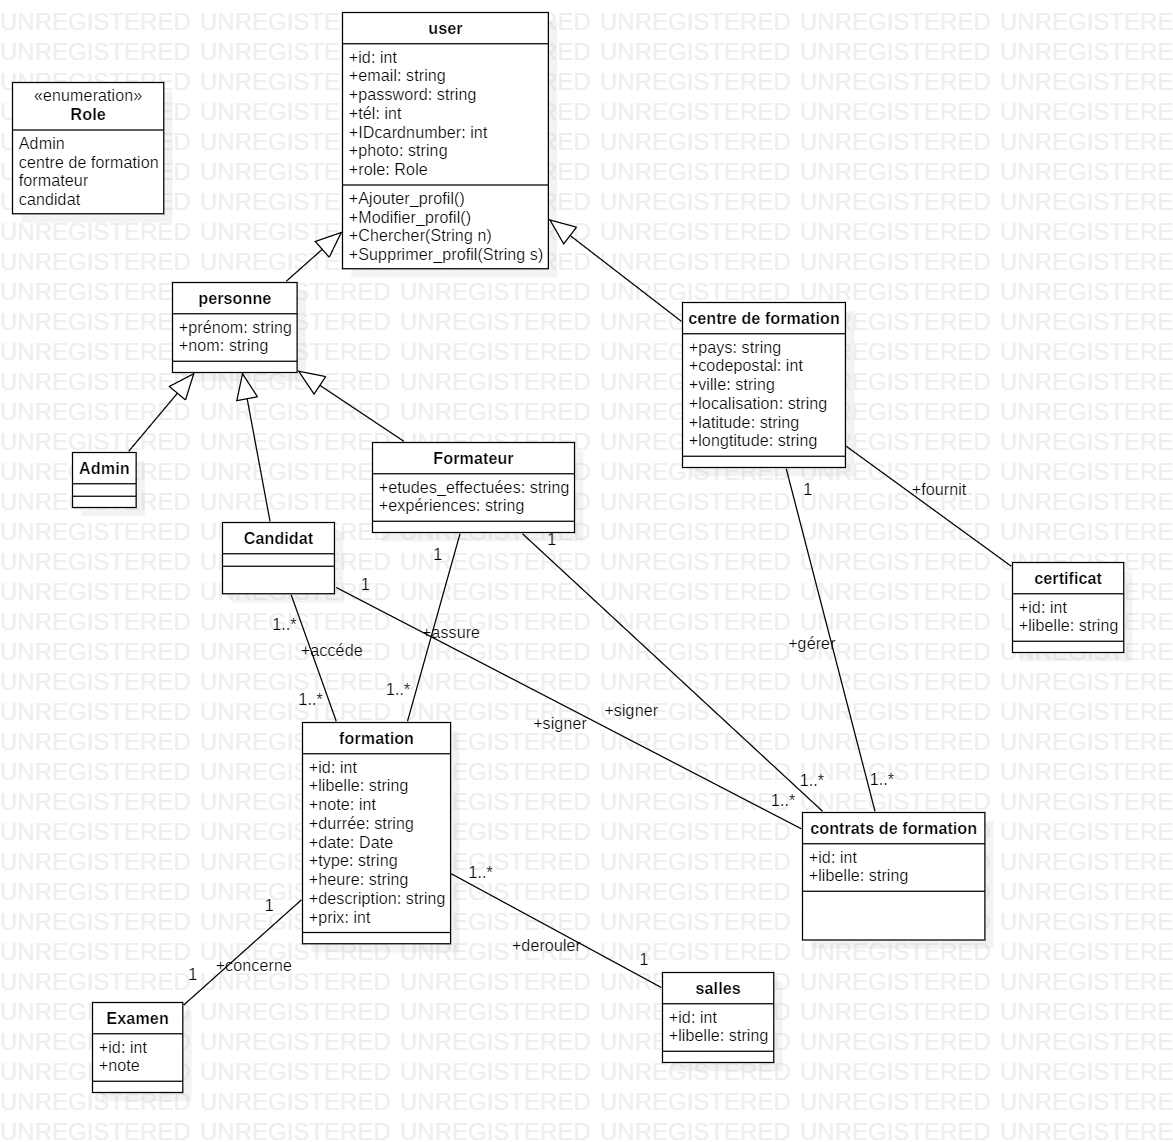 user
+id: int
+email: string
+password: string
+tél: int
+IDcardnumber: int
+photo: string
+role: Role
+Ajouter_profil()
+Modifier_profil()
+Chercher(String n)
+Supprimer_profil(String s)
«enumeration»
Role
Admin
centre de formation
formateur
candidat
personne
+prénom: string
+nom: string
centre de formation
+pays: string
+codepostal: int
+ville: string
+localisation: string
+latitude: string
+longtitude: string
Admin
Formateur
+etudes_effectuées: string
+expériences: string
Candidat
1
+fournit
1
1
1
certificat
+id: int
+libelle: string
1..*
+assure
+accéde
+gérer
1..*
1..*
+signer
+signer
formation
+id: int
+libelle: string
+note: int
+durrée: string
+date: Date
+type: string
+heure: string
+description: string
+prix: int
1..*
1..*
1..*
contrats de formation
+id: int
+libelle: string
1..*
1
+derouler
1
+concerne
1
Examen
+id: int
+note
salles
+id: int
+libelle: string
UNREGISTERED